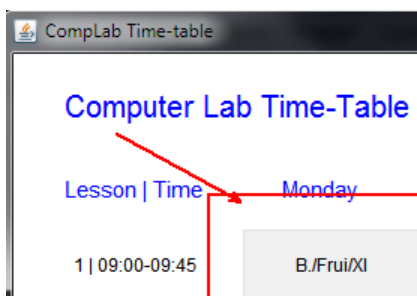 CompLab Time-table
Computer Lab Time-Table
Lesson | Time Monday
1 | 09:00-09:45 B./Frui/XI